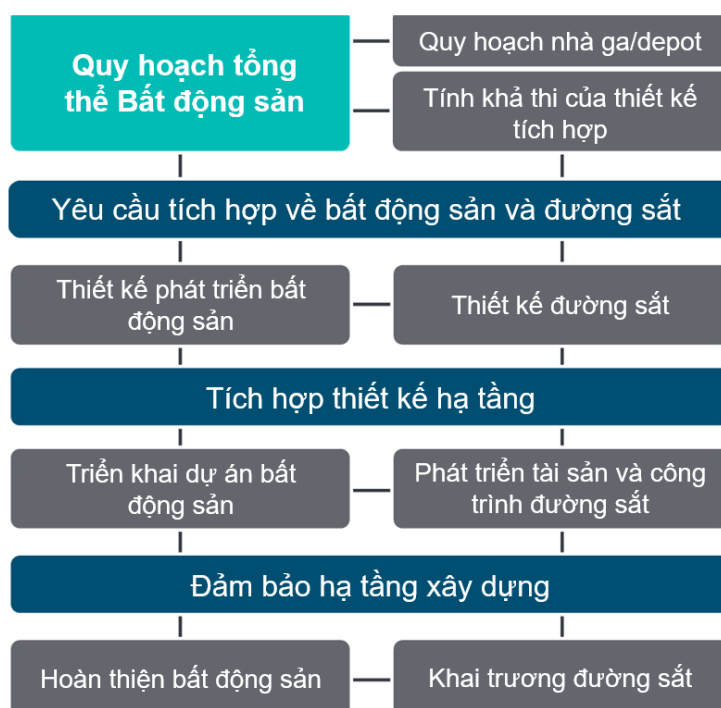 Quy hoạch tổng
thể Bất động sản
Quy hoạch nhà ga/depot
Tính khả thi của thiết kế
tích hợp
Yêu cầu tích hợp về bất động sản và đường sắt
Thiết kế phát triển bất
động sản
Thiết kế đường sắt
Tích hợp thiết kế hạ tầng
Triển khai dự án bất
động sản
Phát triển tài sản và công
trình đường sắt
Đảm bảo hạ tầng xây dựng
Hoàn thiện bất động sản
Khai trương đường sắt